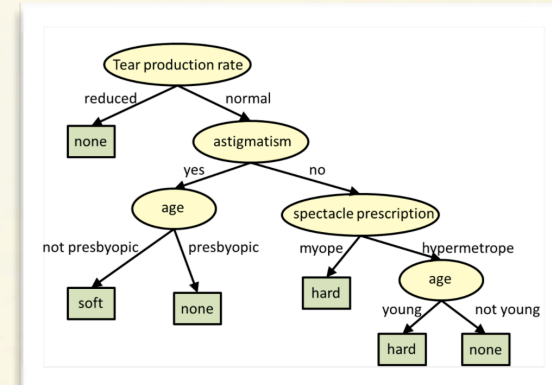 Tear production rate
reduced normal
none
astigmatism
yes no
age
spectacle prescription
not presbyopic presbyopic
myope hypermetrope
soft
none
hard
age
young not young
hard none